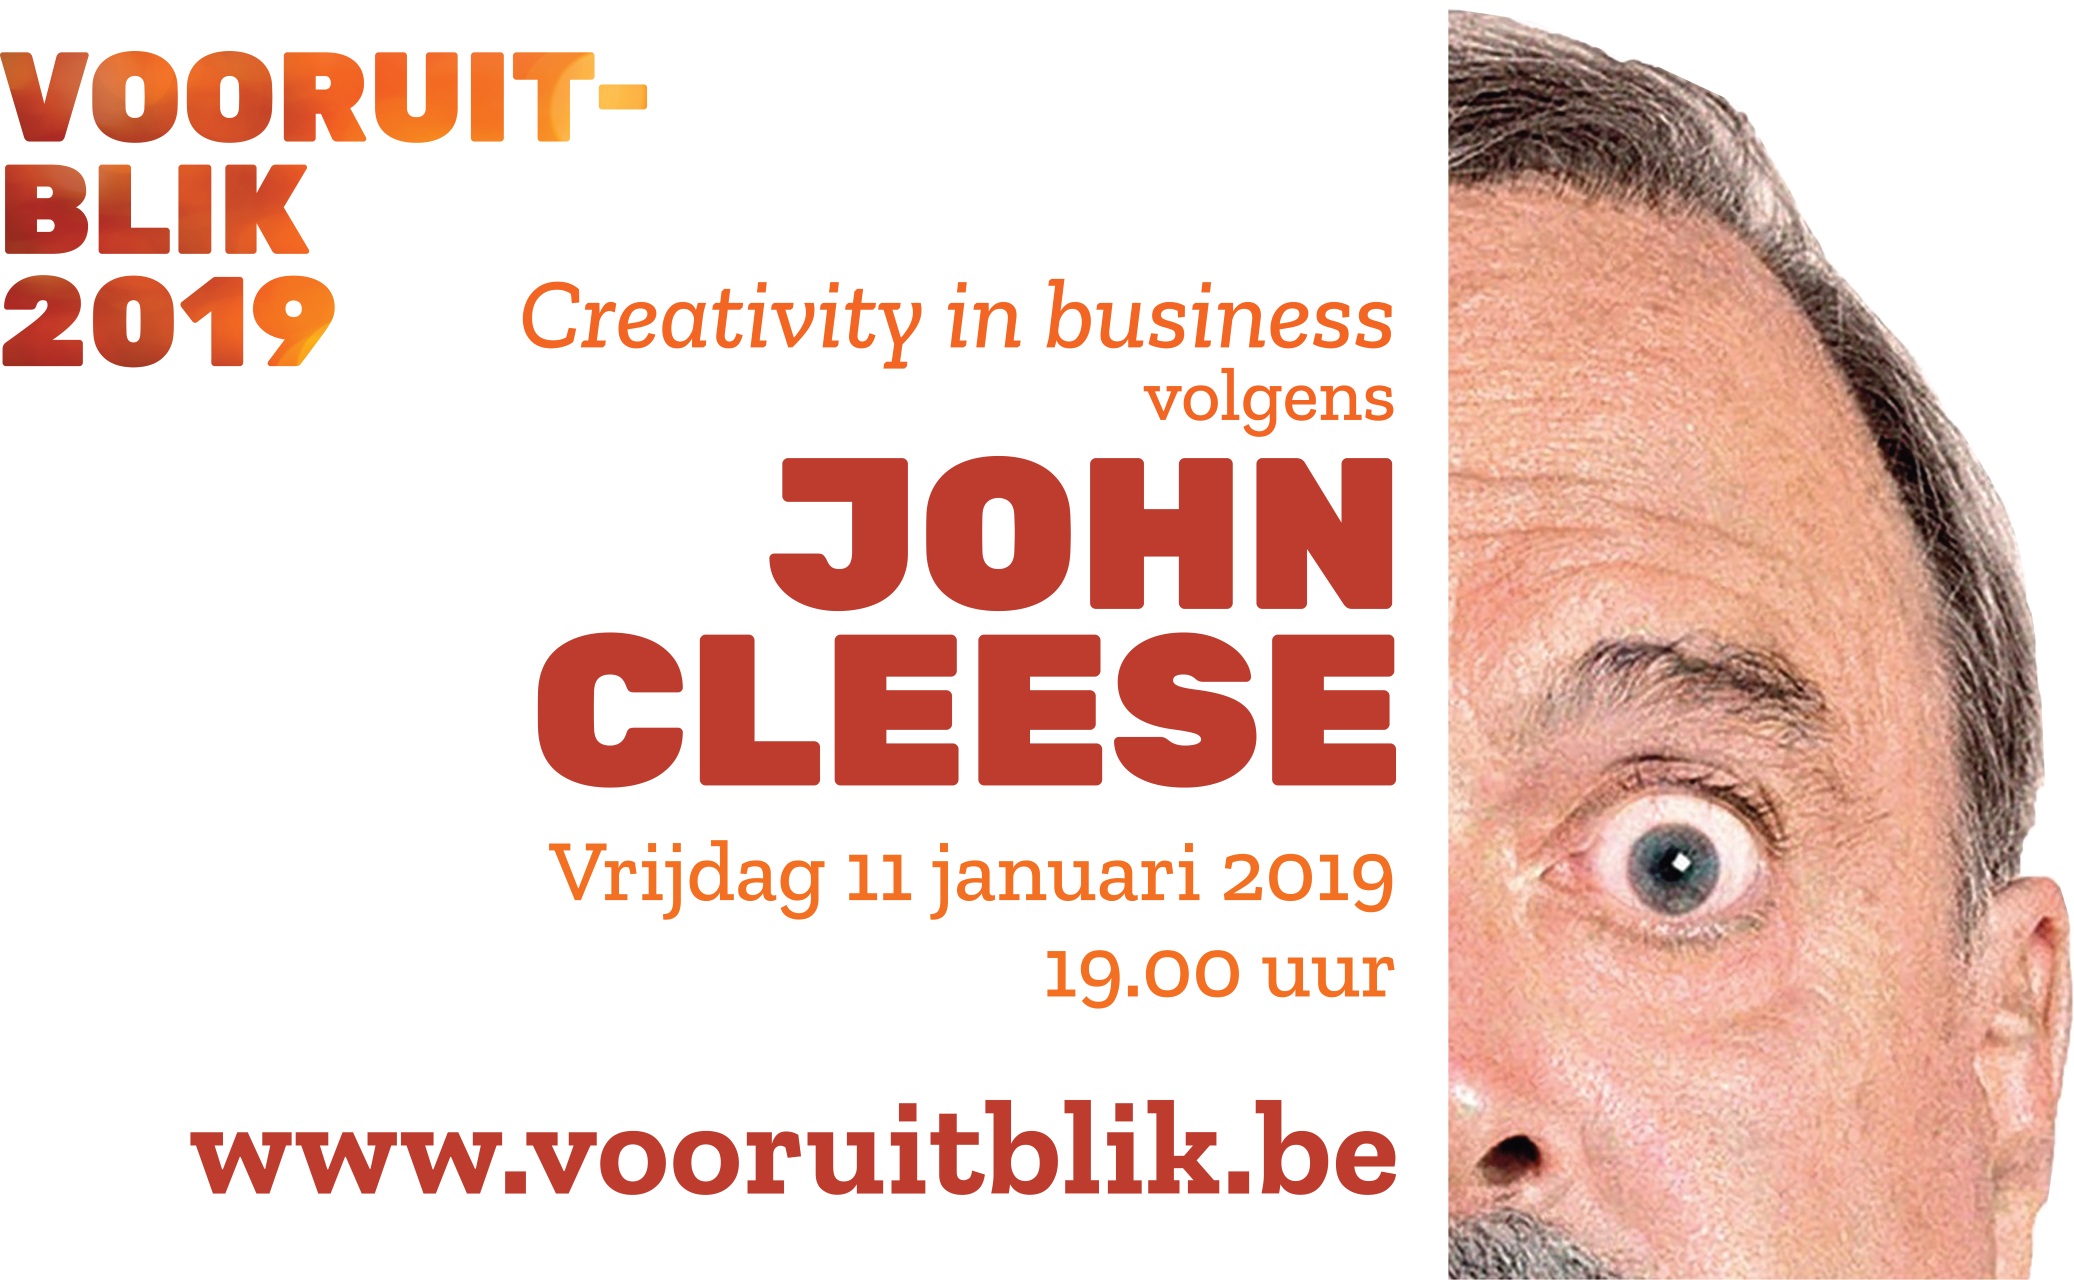 VOORUIT-
BLIK
2019
Creativity in business
volgens
JOHN
CLEESE
Vrijdag 11 januari 2019
19.00 uur
www.vooruitblik.be